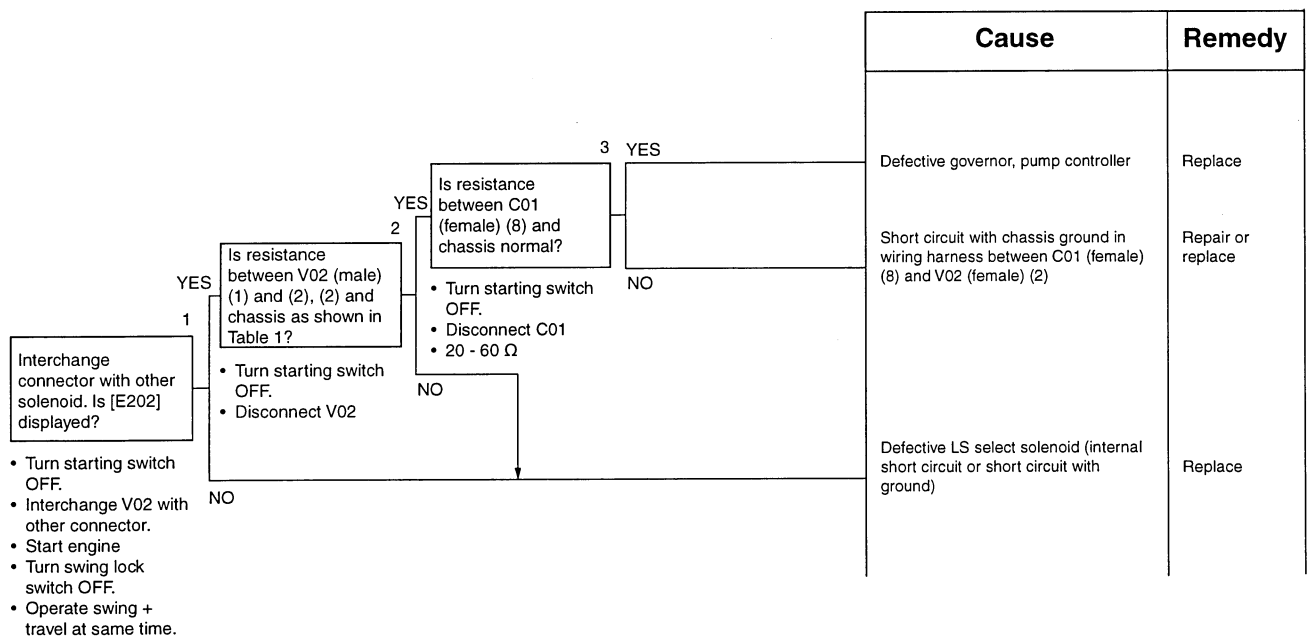 Cause
Remedy
3
YES
Is resistance
between C01
(female) (8) and
chassis normal?
Defective governor, pump controller
Replace
YES
2
Is resistance
between V02 (male)
(1) and (2), (2) and
chassis as shown in
Table 1?
Short circuit with chassis ground in
wiring harness between C01 (female)
(8) and V02 (female) (2)
Repair or
replace
NO
• Turn starting switch
OFF.
• Disconnect C01
• 20 - 60 Ω
YES
1
Interchange
connector with other
solenoid. Is [E202]
displayed?
• Turn starting switch
OFF.
• Disconnect V02
NO
Defective LS select solenoid (internal
short circuit or short circuit with
ground)
Replace
NO
• Turn starting switch
OFF.
• Interchange V02 with
other connector.
• Start engine
• Turn swing lock
switch OFF.
• Operate swing +
travel at same time.